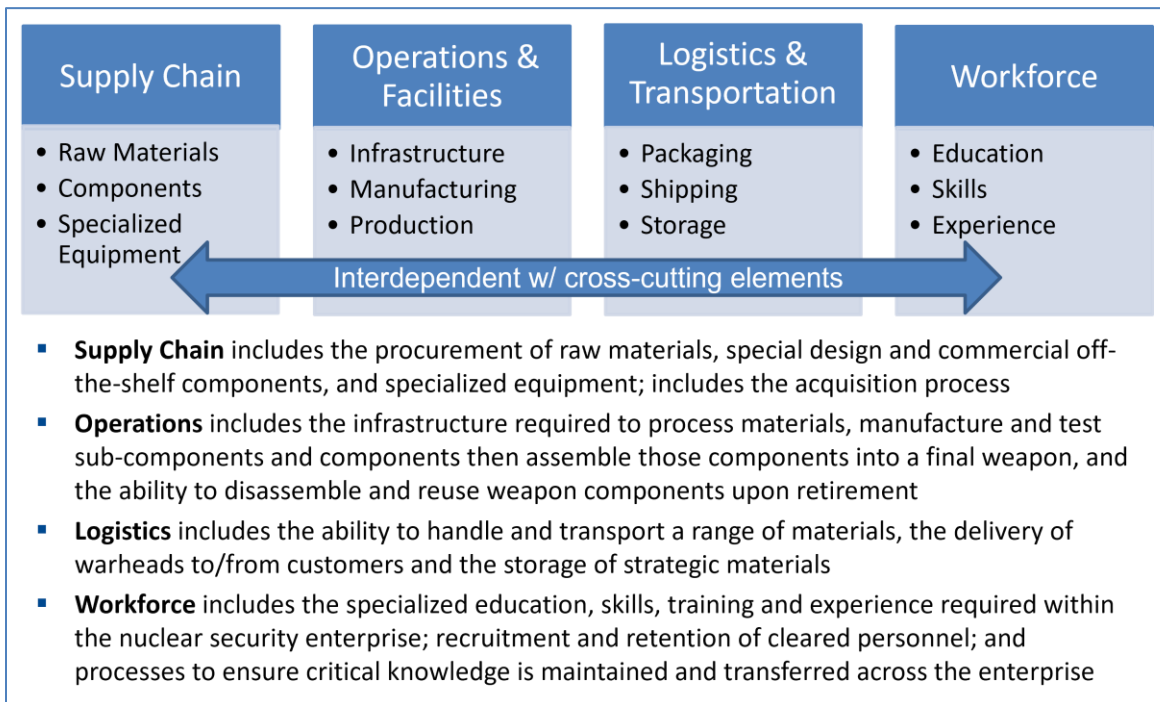 Supply Chain
• Raw Materials
• Components
• Specialized
Equipment
Operations &
Facilities
• Infrastructure
• Manufacturing
• Production
Logistics &
Transportation
• Packaging
• Shipping
• Storage
Workforce
• Education
• Skills
• Experience
Interdependent w/ cross-cutting elements
▪ Supply Chain includes the procurement of raw materials, special design and commercial off-
the-shelf components, and specialized equipment; includes the acquisition process
▪ Operations includes the infrastructure required to process materials, manufacture and test
sub-components and components then assemble those components into a final weapon, and
the ability to disassemble and reuse weapon components upon retirement
▪ Logistics includes the ability to handle and transport a range of materials, the delivery of
warheads to/from customers and the storage of strategic materials
▪ Workforce includes the specialized education, skills, training and experience required within
the nuclear security enterprise; recruitment and retention of cleared personnel; and
processes to ensure critical knowledge is maintained and transferred across the enterprise